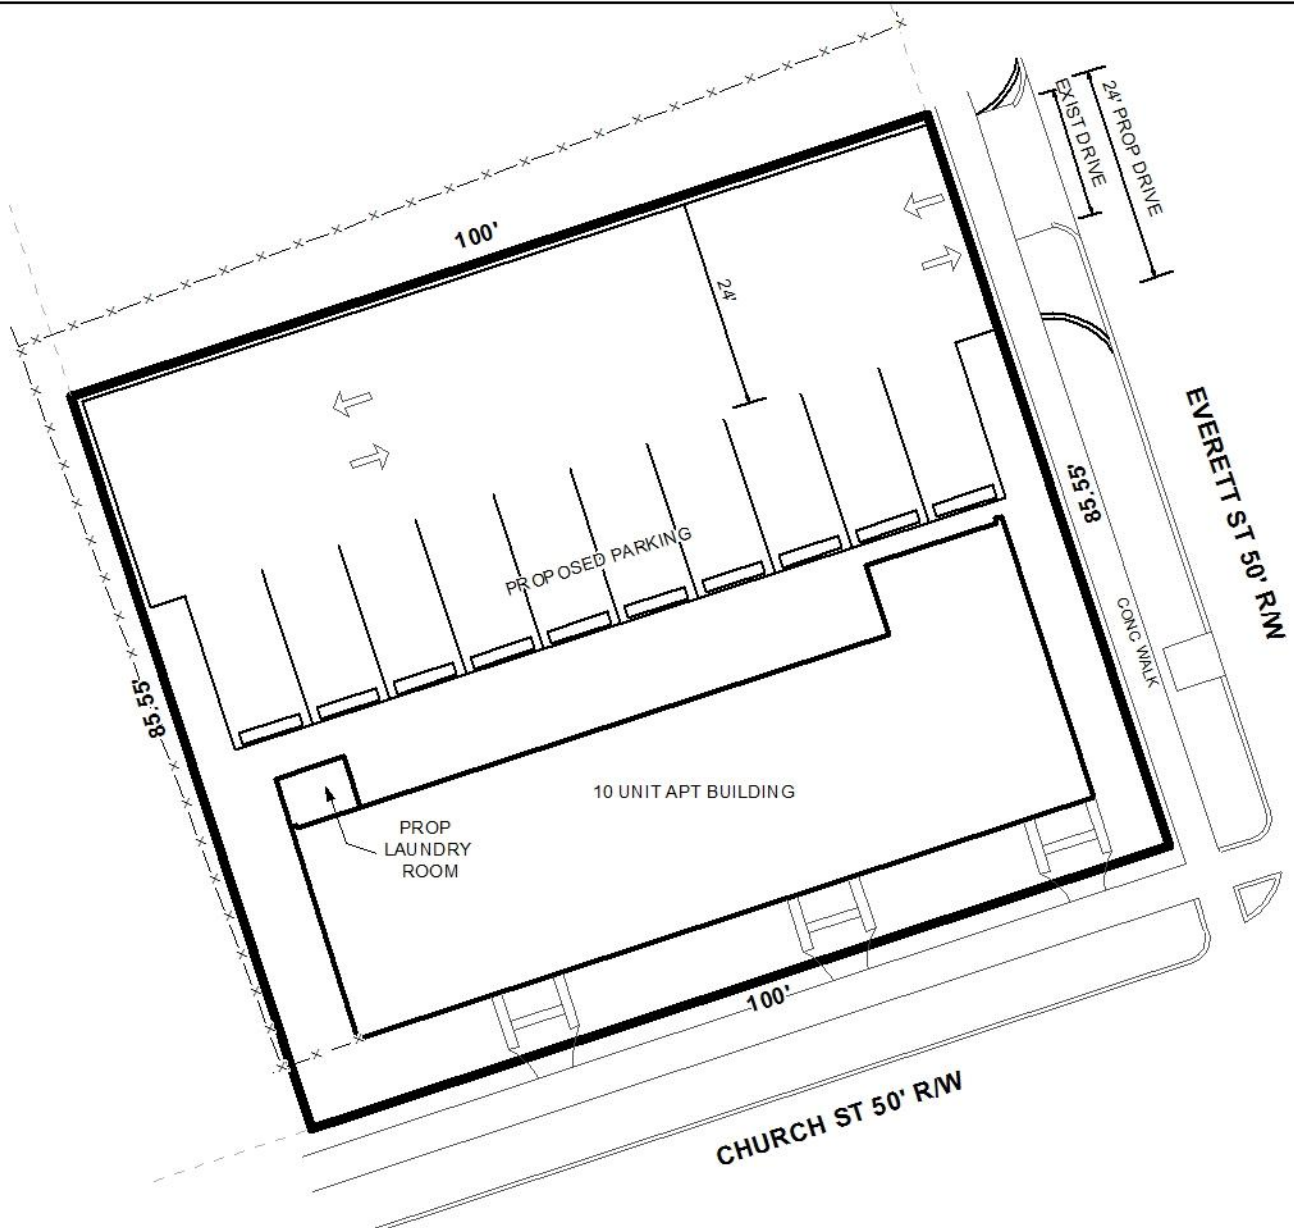 100'
EXIST DRIVE
24' PROP DRIVE
24'
EVERETT ST 50' R/W
85.55'
PROPOSED PARKING
CONC WALK
85.55'
10 UNIT APT BUILDING
PROP
LAUNDRY
ROOM
100'
CHURCH ST 50' R/W